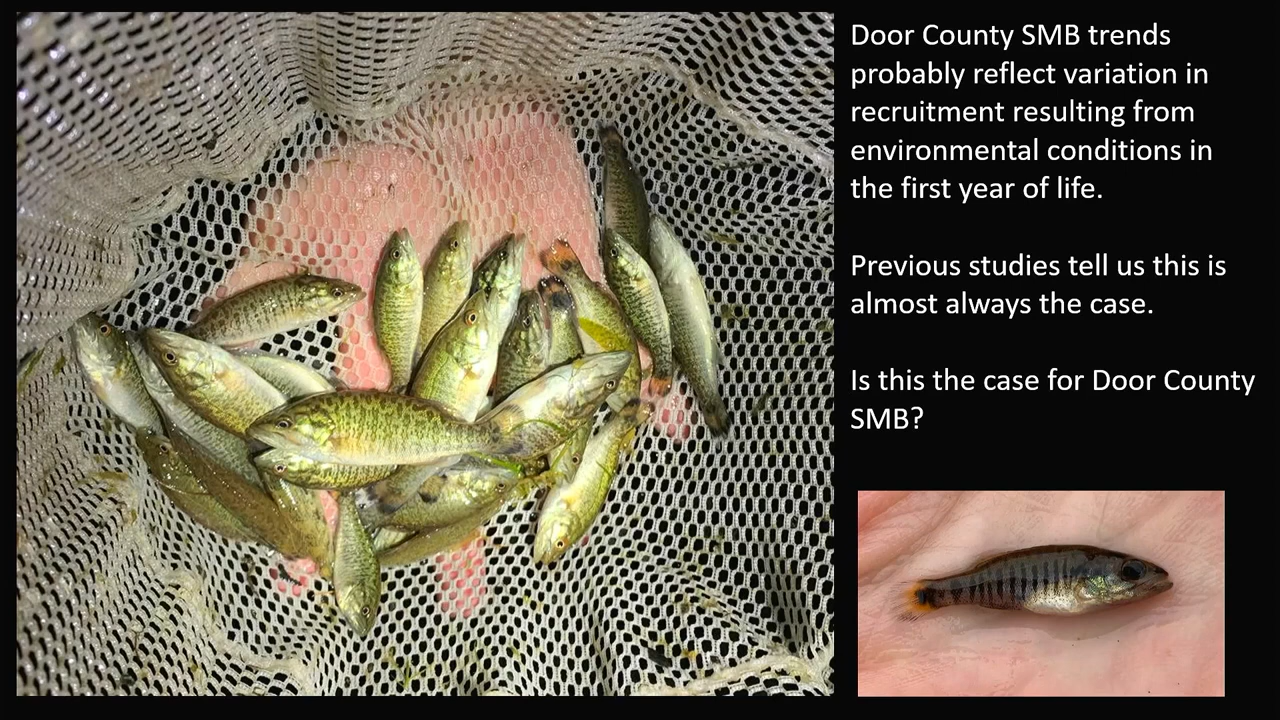 Door County SMB trends
probably reflect variation in
recruitment resulting from
environmental conditions in
the first year of life.
Previous studies tell us this is
almost always the case.
Is this the case for Door County
SMB?